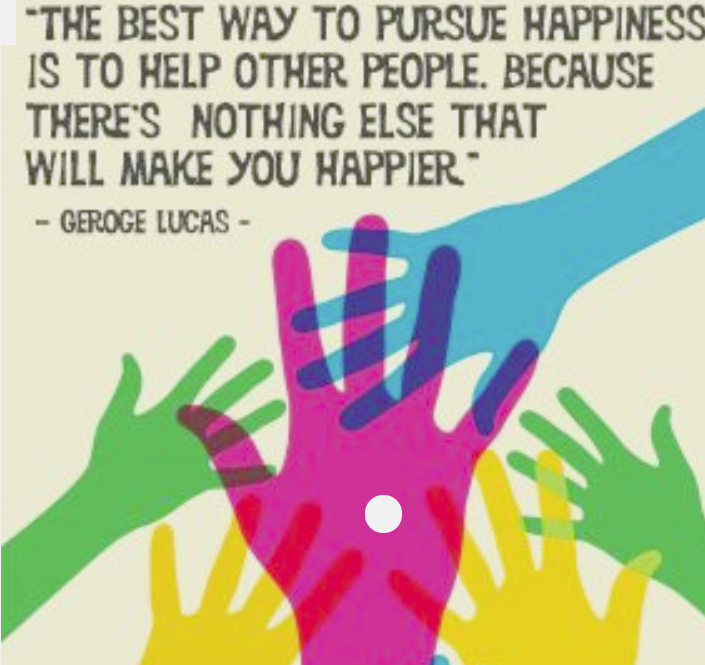 "THE BEST WAY TO PURSUE HAPPINESS
IS TO HELP OTHER PEOPLE. BECAUSE
THERE'S NOTHING ELSE THAT
WILL MAKE YOU HAPPIER."
- GEROGE LUCAS -